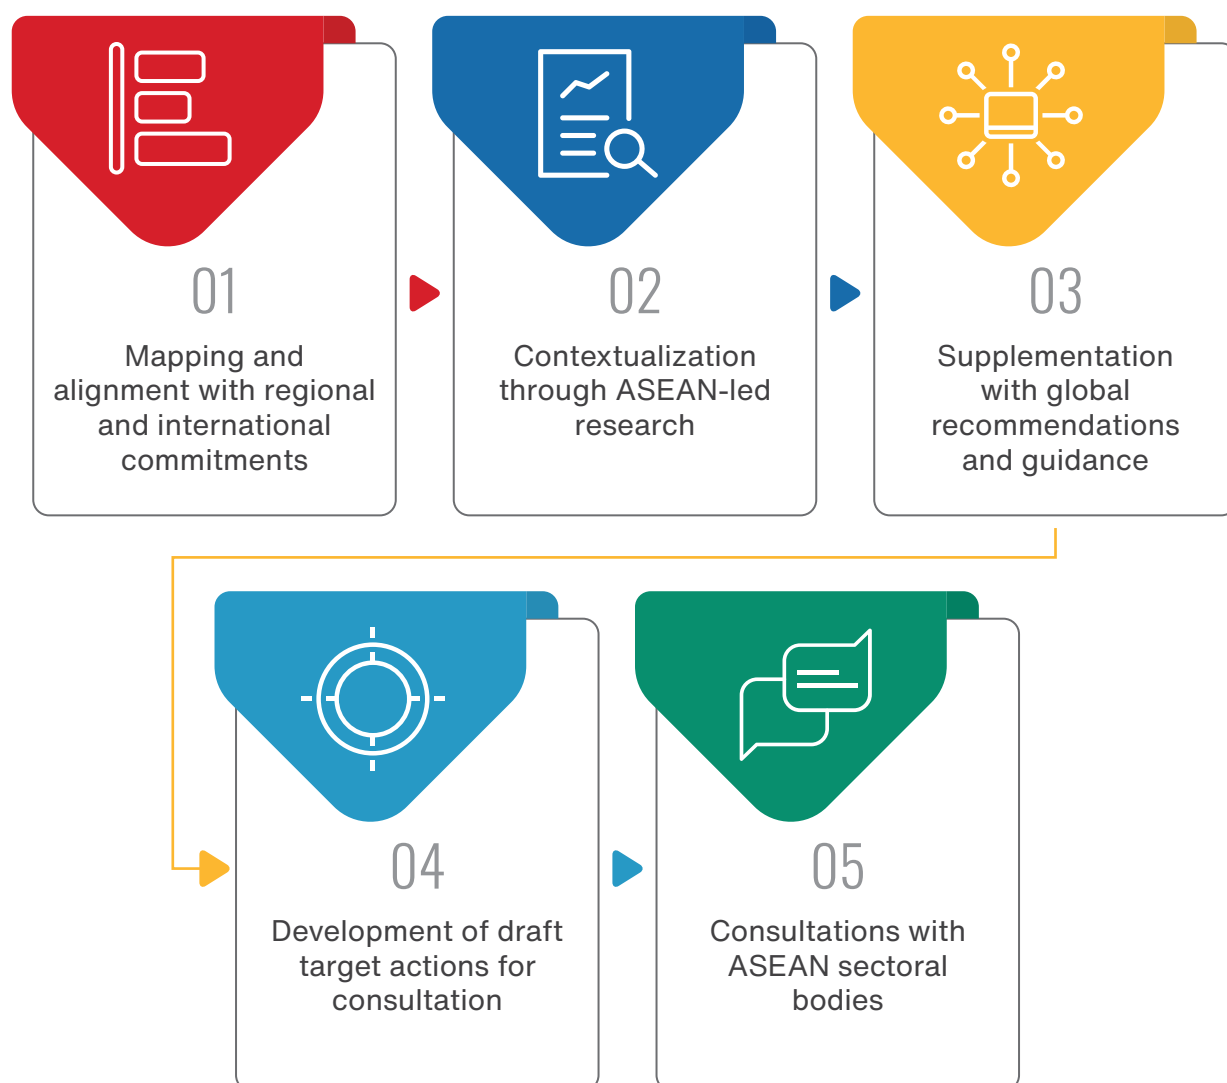 01
Mapping and
alignment with regional
and international
commitments
02
Contextualization
through ASEAN-led
research
03
Supplementation
with global
recommendations
and guidance
04
Development of draft
target actions for
consultation
05
Consultations with
ASEAN sectoral
bodies